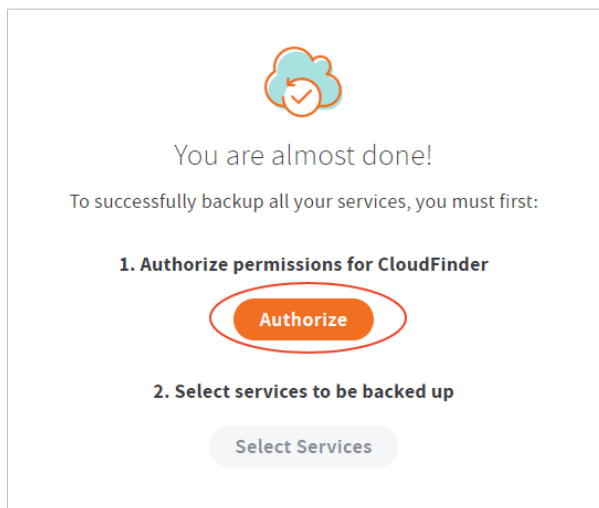 You are almost done!
To successfully backup all your services, you must first:
1. Authorize permissions for CloudFinder
Authorize
2. Select services to be backed up
Select Services